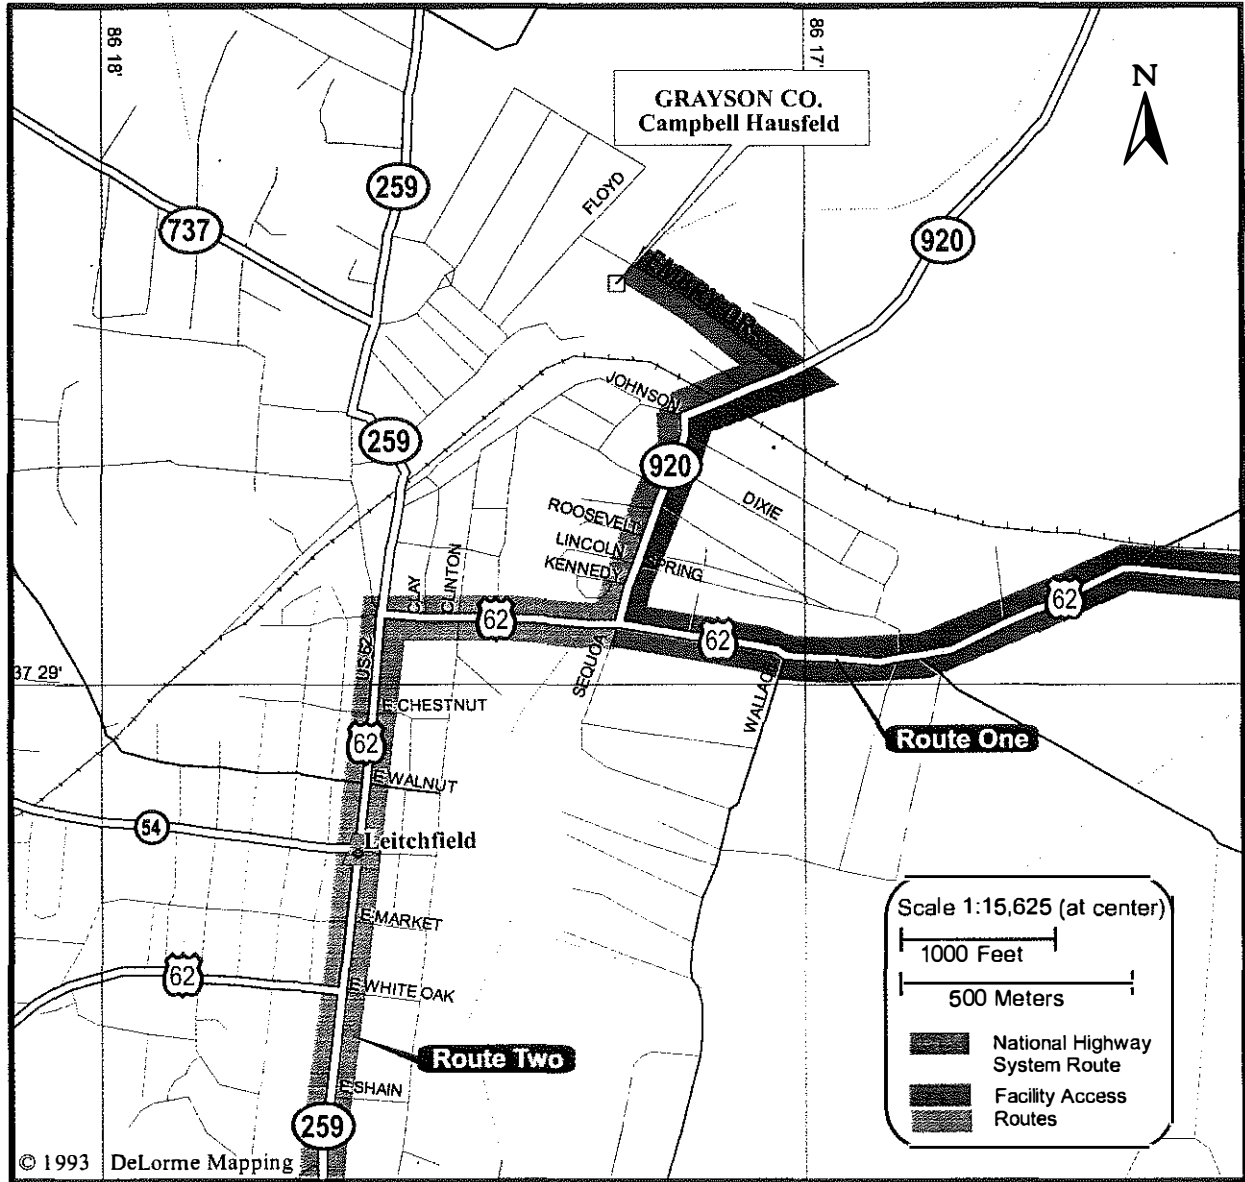 86 18'
86 17'
N
GRAYSON CO.
Campbell Hausfeld
259
FLOYD
737
920
JOHNSON
259
920
DIXIE
ROOSEVELT
LINCOLN
SPRING
KENNEDY
CLAY
CLINTON
62
62
62
US 62
SEQUOA
37 29'
WALLACE
E CHESTNUT
Route One
62
E WALNUT
54
Leitchfield
E MARKET
62
E WHITE OAK
Route Two
E SHAIN
259
Scale 1:15,625 (at center)
1000 Feet
500 Meters
National Highway
System Route
Facility Access
Routes
© 1993 DeLorme Mapping